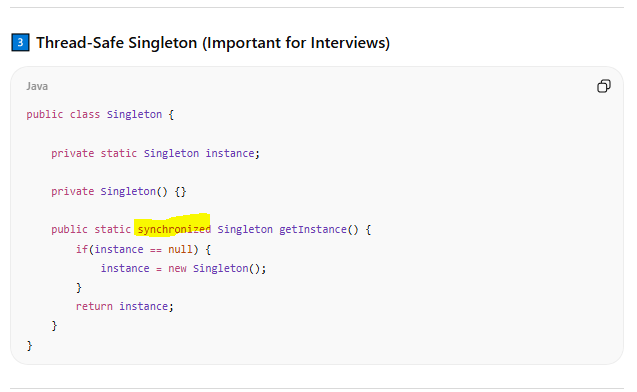 3 Thread-Safe Singleton (Important for Interviews)
Java
public class Singleton {
private static Singleton instance;
private Singleton() {}
public static synchronized Singleton getInstance() {
if(instance == null) {
instance = new Singleton();
}
return instance;
}
}